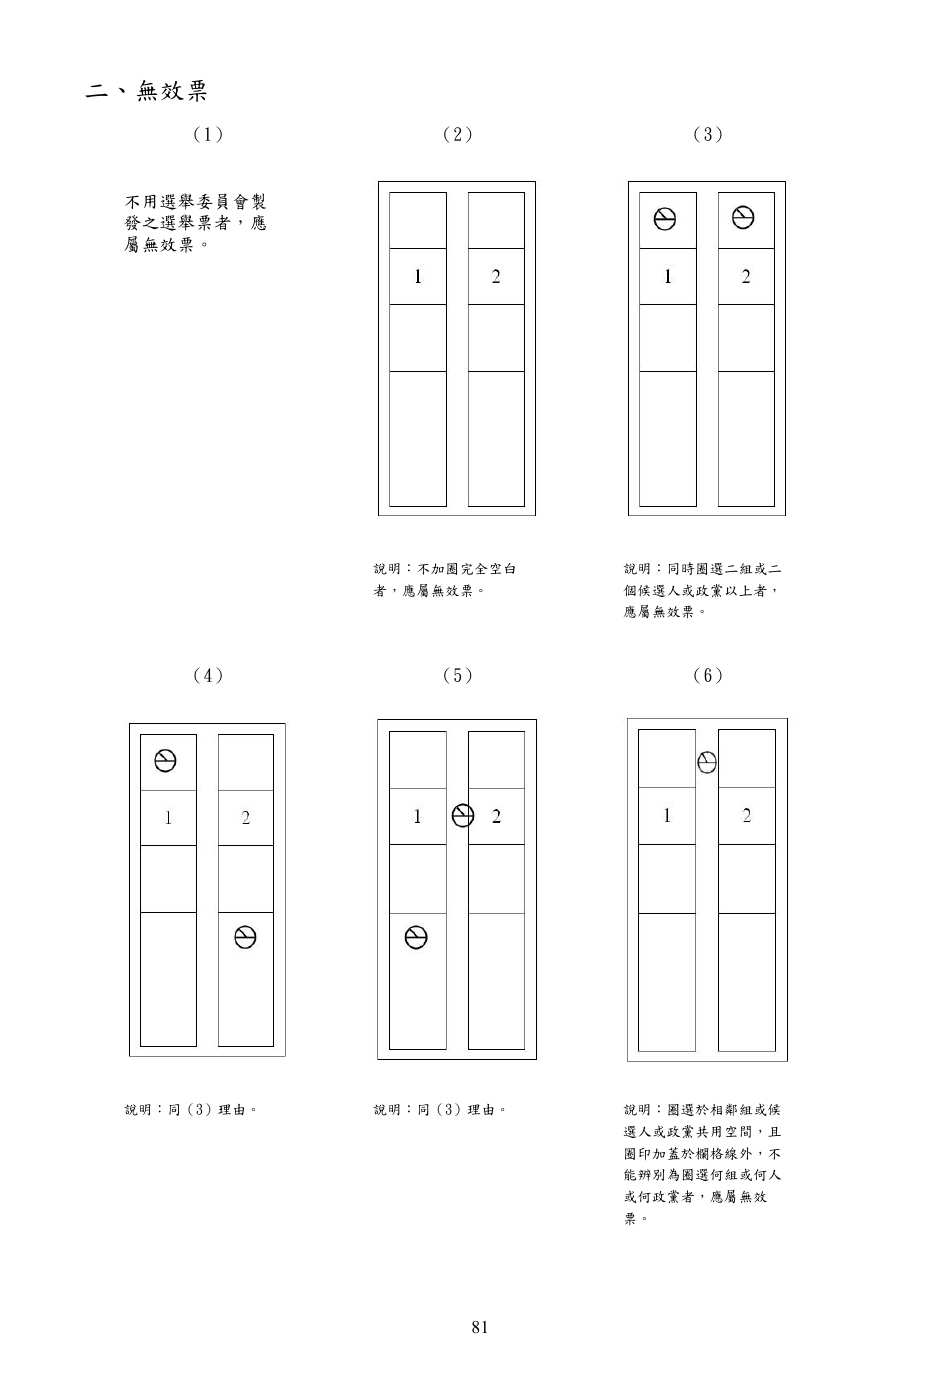 二、無效票
（1）
（2）
（3）
不用選舉委員會製
發之選舉票者，應
屬無效票。
1
2
1
2
說明：不加圈完全空白
者，應屬無效票。
說明：同時圈選二組或二
個候選人或政黨以上者，
應屬無效票。
（4）
（5）
（6）
1
2
1
2
1
2
說明：同（3）理由。
說明：同（3）理由。
說明：圈選於相鄰組或候
選人或政黨共用空間，且
圈印加蓋於欄格線外，不
能辨別為圈選何組或何人
或何政黨者，應屬無效
票。
81